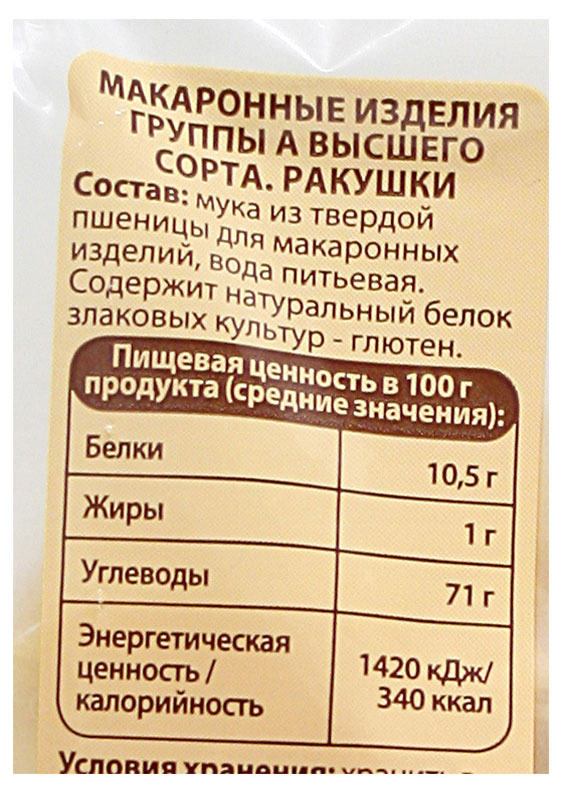 МАКАРОННЫЕ ИЗДЕЛИЯ
ГРУППЫ А ВЫСШЕГО
СОРТА. РАКУШКИ
Состав: мука из твердой
пшеницы для макаронных
изделий, вода питьевая.
Содержит натуральный белок
злаковых культур - глютен.
Пищевая ценность в 100 г
продукта (средние значения):
Белки 10,5 г
Жиры 1 г
Углеводы 71 г
Энергетическая
ценность /
калорийность
1420 кДж/
340 ккал
Условия хранения: